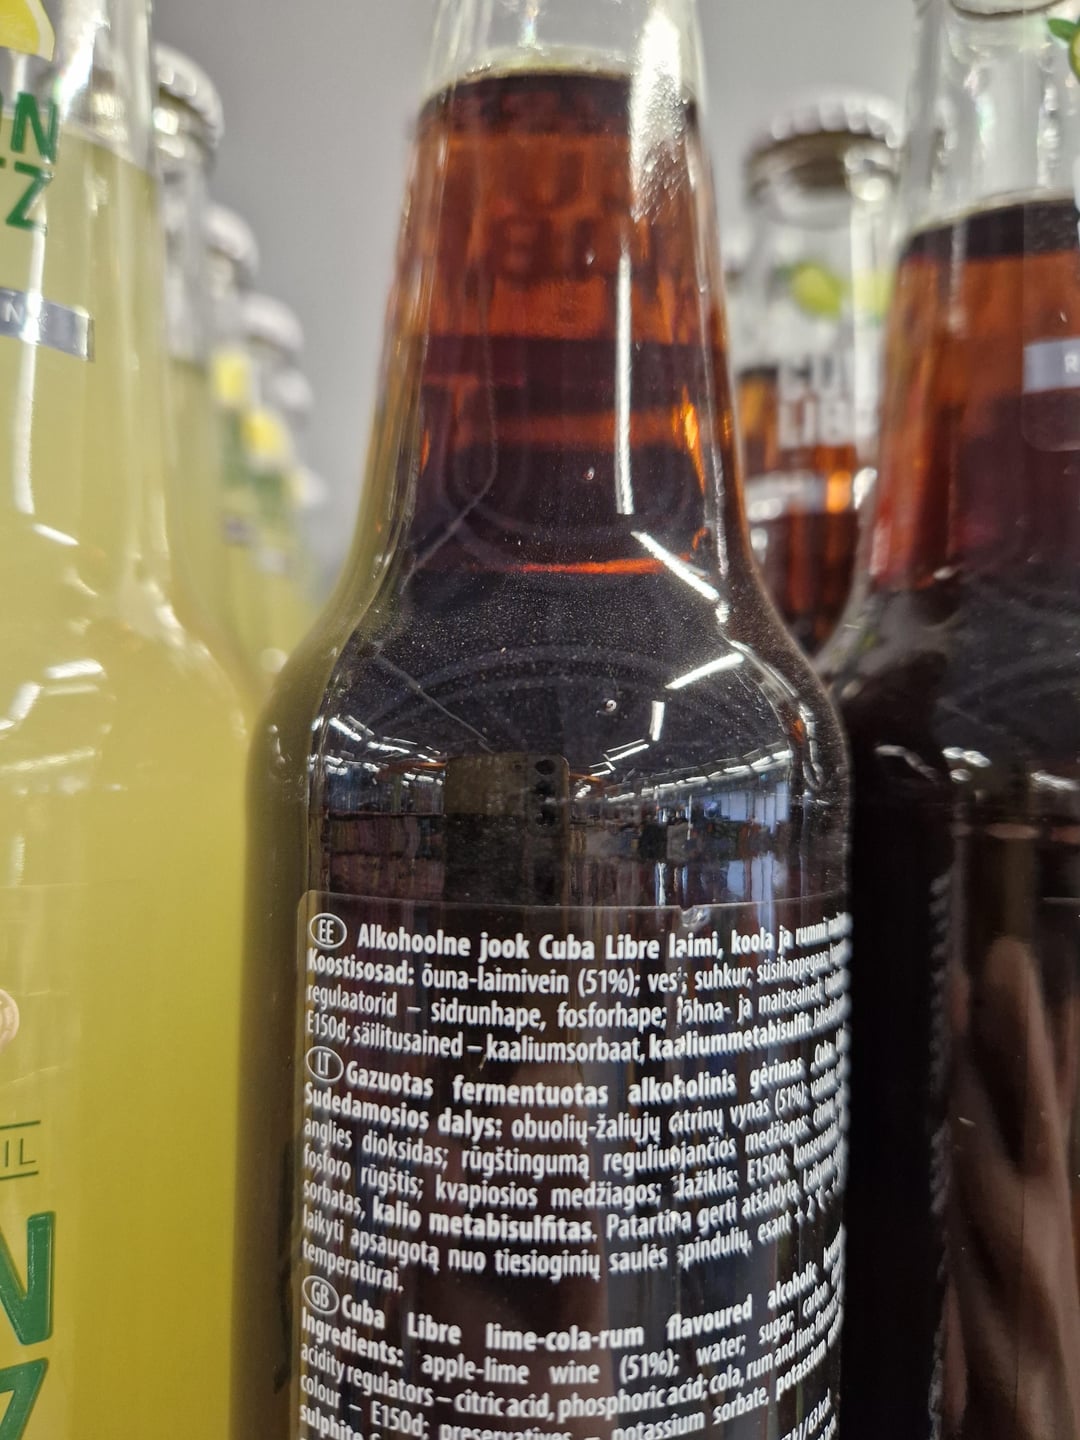 EE Alkohoolne jook Cuba Libre laimi, koola ja rummi
Koostisosad: õuna-laimivein (51%); vesi; suhkur; süsihappegaas;
regulaatorid – sidrunhape, fosforhape; lõhna- ja maitseained;
E150d; säilitusained – kaaliumsorbaat, kaaliummetabisulfit.
LT Gazuotas fermentuotas alkoholinis gėrimas
Sudedamosios dalys: obuolių-žaliųjų citrinų vynas (51%);
anglies dioksidas; rūgštingumą reguliuojančios medžiagos:
fosforo rūgštis; kvapiosios medžiagos; dažiklis: E150d;
sorbatas, kalio metabisulfitas. Patartina gerti atšaldytą.
laikyti apsaugotą nuo tiesioginių saulės spindulių, esant
temperatūrai.
GB Cuba Libre lime-cola-rum flavoured alcoholic
Ingredients: apple-lime wine (51%); water; sugar; carbon
acidity regulators – citric acid, phosphoric acid; cola, rum and lime
colour – E150d; preservatives – potassium sorbate, potassium
sulphite